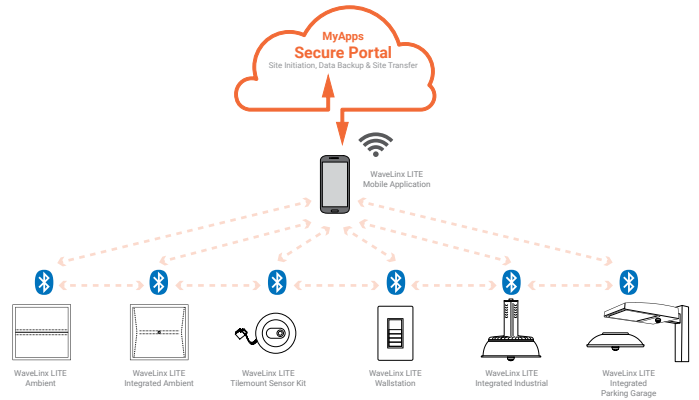 MyApps
Secure Portal
Site Initiation, Data Backup & Site Transfer
WaveLinx LITE
Mobile Application
WaveLinx LITE
Ambient
WaveLinx LITE
Integrated Ambient
WaveLinx LITE
Tilemount Sensor Kit
WaveLinx LITE
Wallstation
WaveLinx LITE
Integrated Industrial
WaveLinx LITE
Integrated
Parking Garage